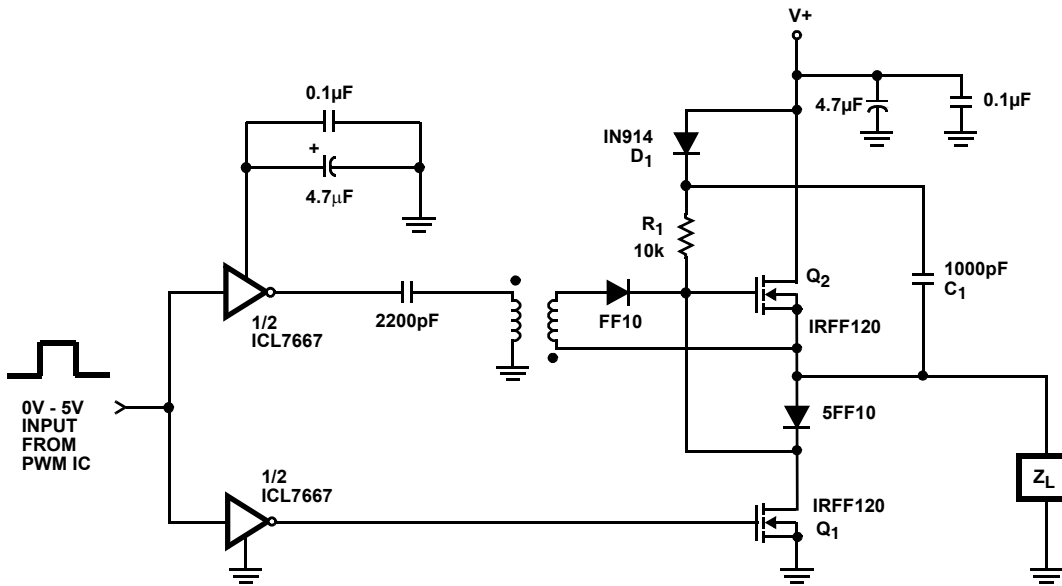 V+
0.1µF
4.7µF
0.1µF
IN914
D1
+
4.7µF
R1
10k
Q2
1000pF
C1
1/2
ICL7667
2200pF
FF10
IRFF120
0V - 5V
INPUT
FROM
PWM IC
5FF10
1/2
ICL7667
IRFF120
Q1
ZL